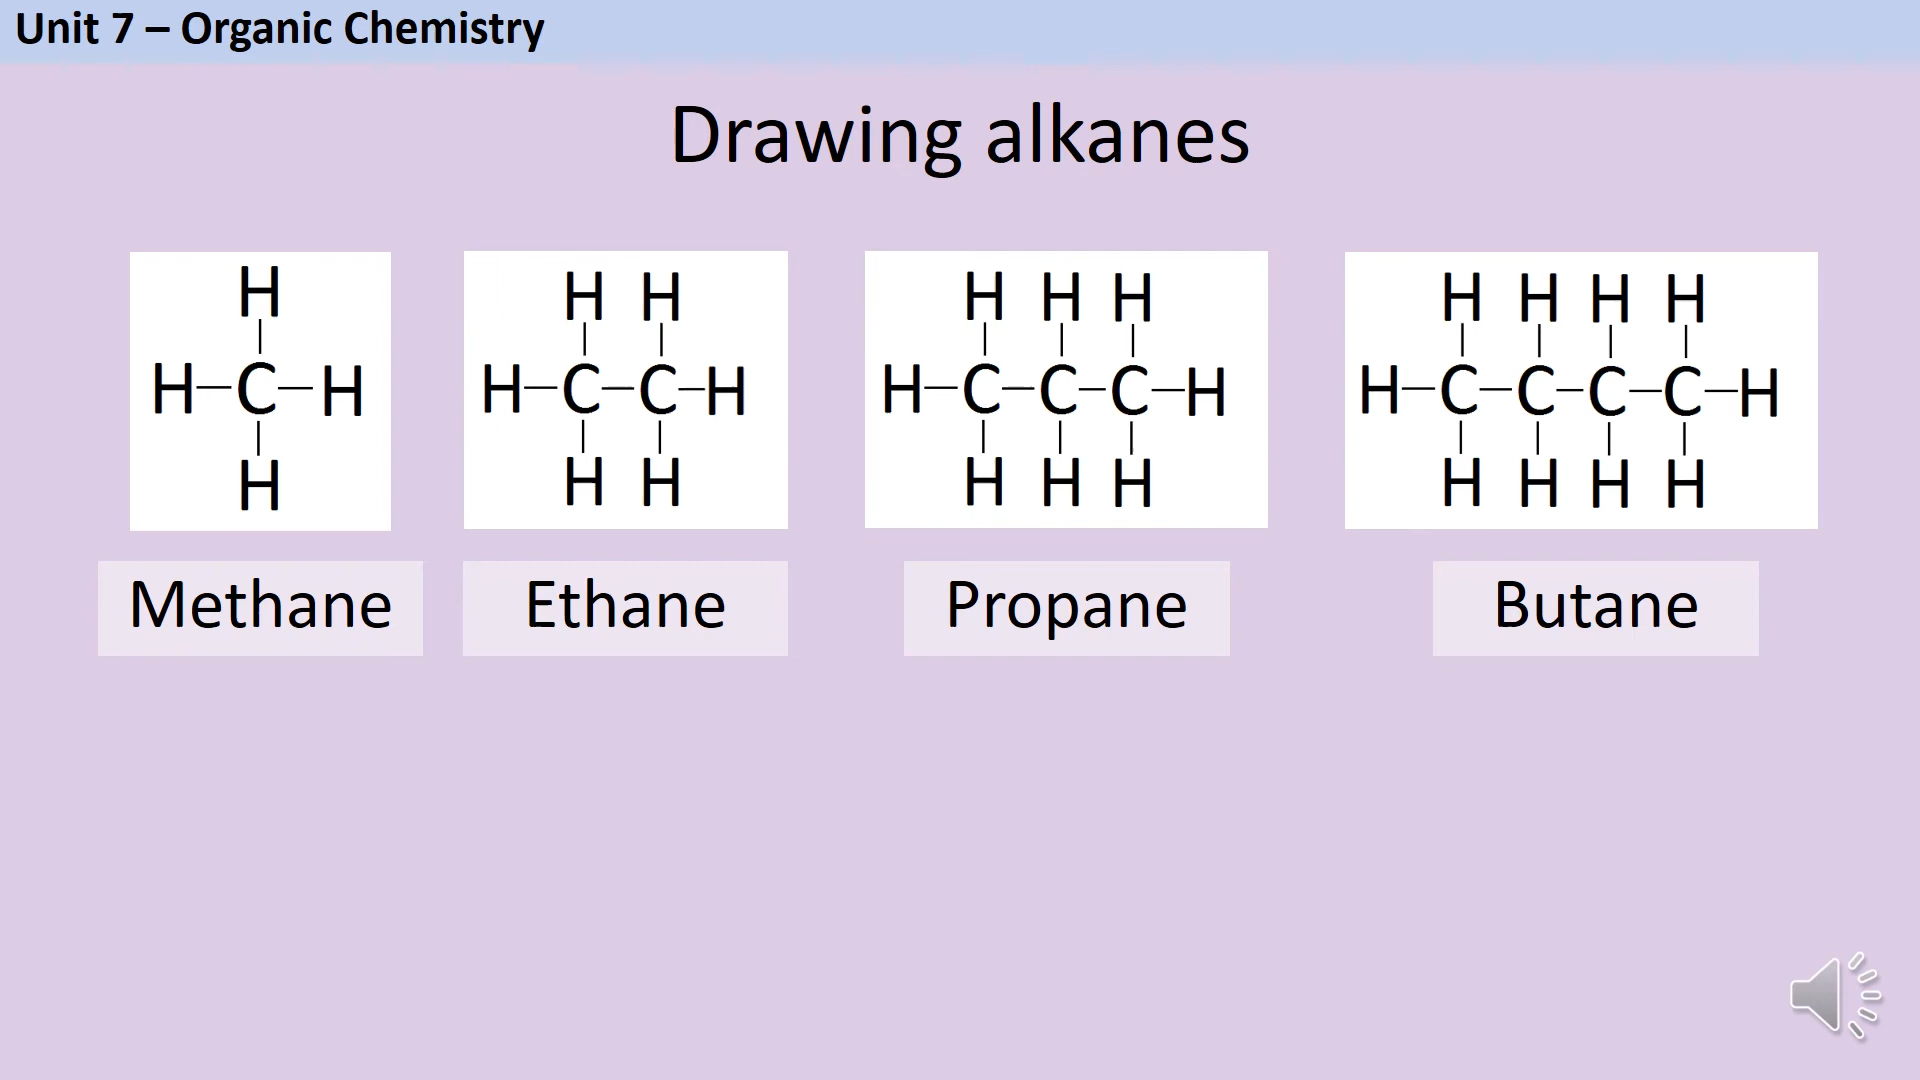 Unit 7 – Organic Chemistry
Drawing alkanes
H
H C H
H
H H
H C C H
H H
H H H
H C C C H
H H H
H H H H
H C C C C H
H H H H
Methane
Ethane
Propane
Butane